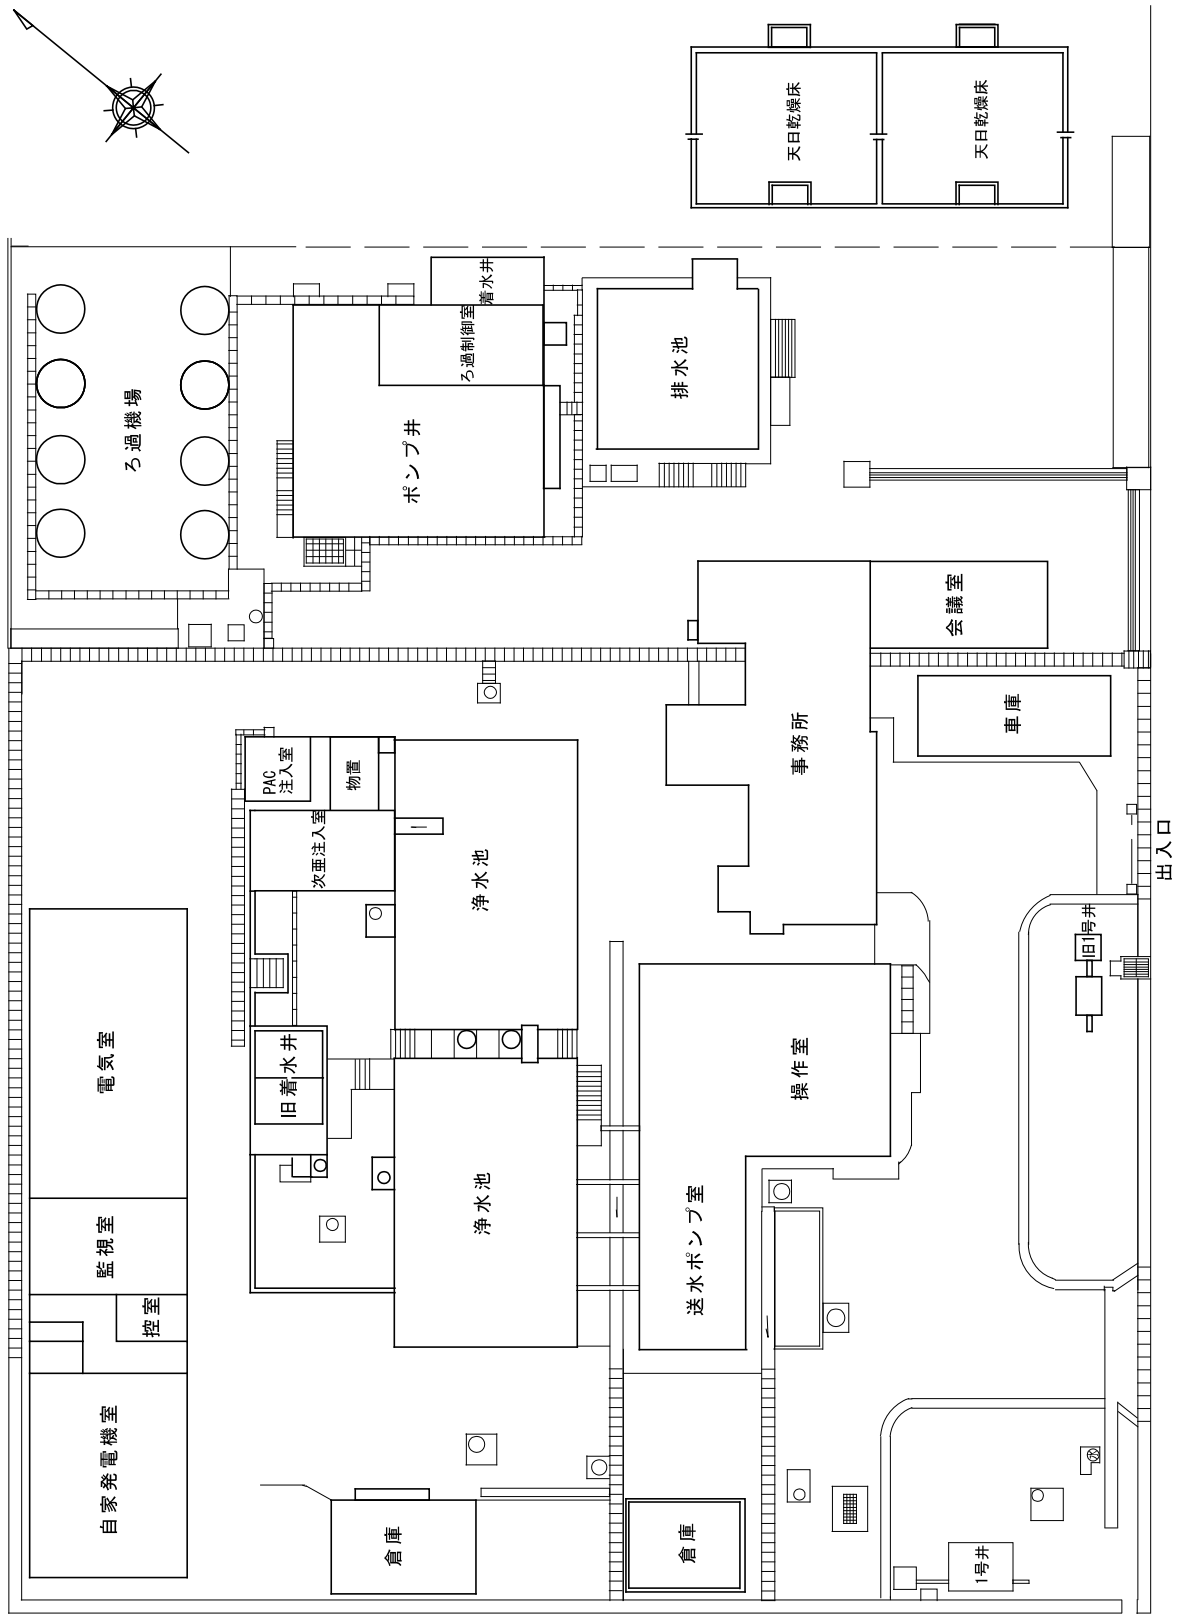 天日乾燥床
天日乾燥床
着水井
ろ過制御室
ろ過機場
ポンプ井
排水池
会議室
車庫
事務所
PAC
注入室
物置
次亜注入室
浄水池
出入口
旧1号井
電気室
旧着水井
操作室
浄水池
送水ポンプ室
監視室
控室
自家発電機室
倉庫
倉庫
1号井
水